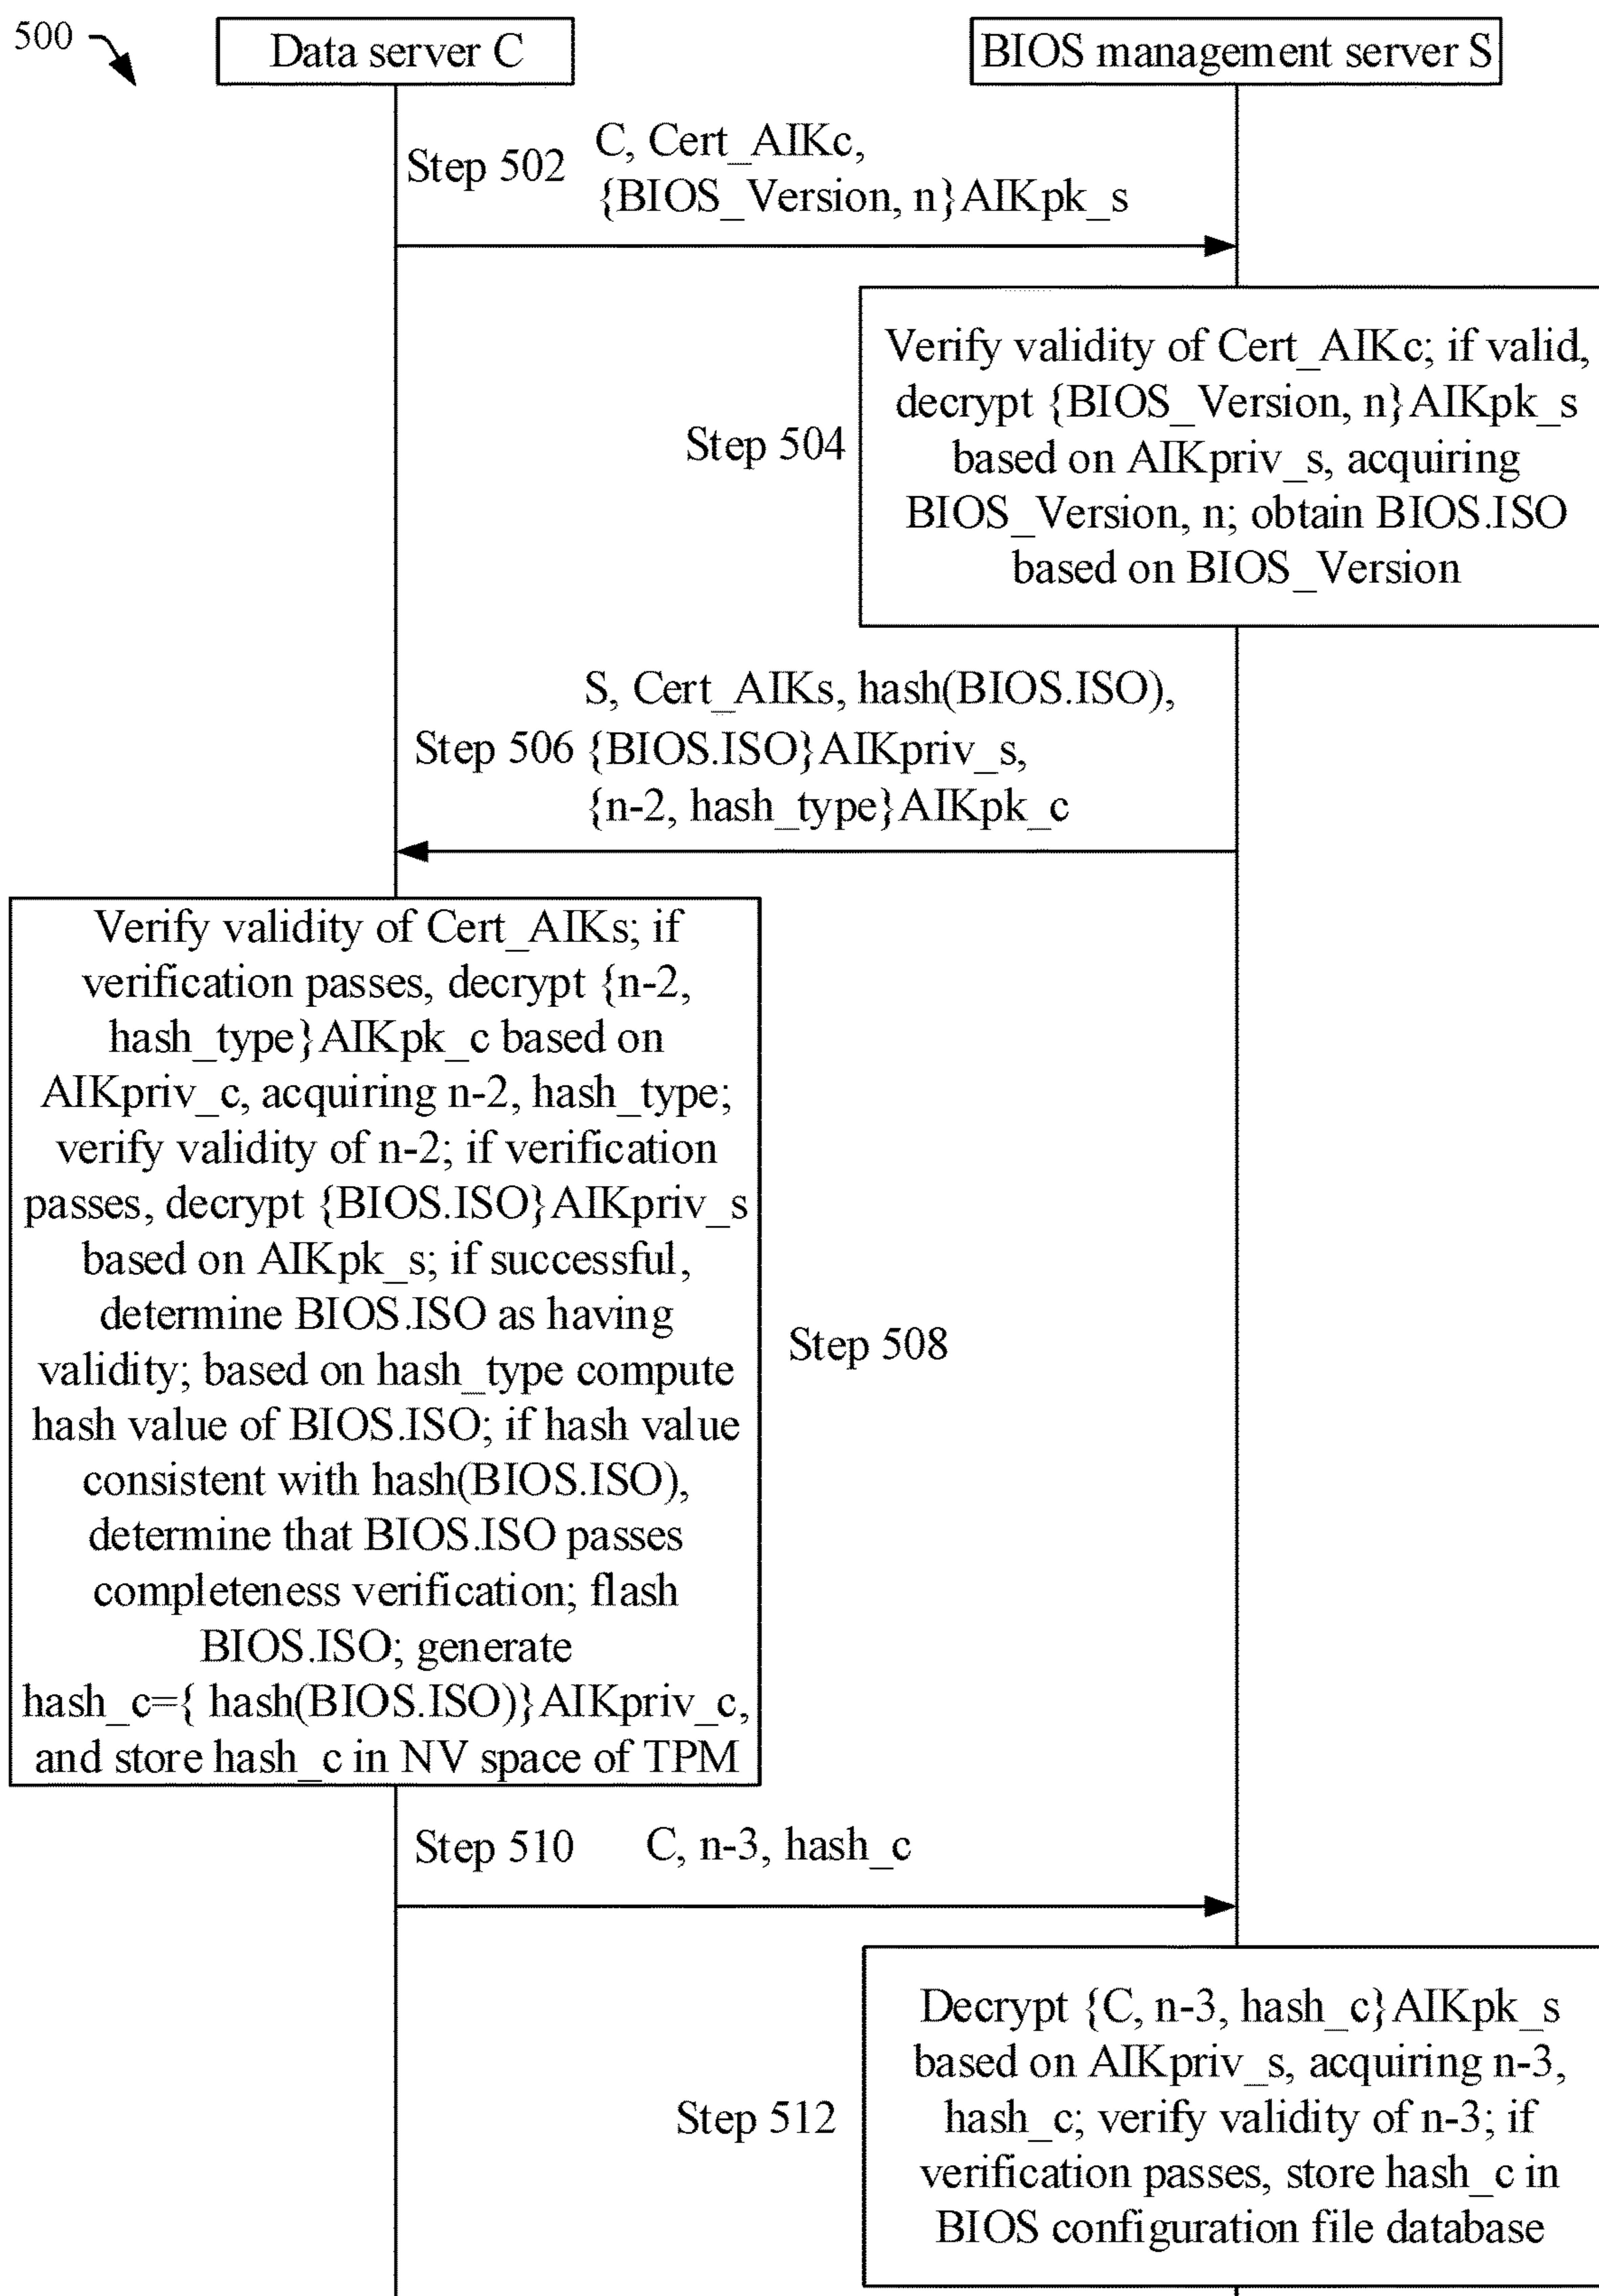 500
Data server C
BIOS management server S
Step 502
C, Cert_AIKc,
{BIOS_Version, n}AIKpk_s
Step 504
Verify validity of Cert_AIKc; if valid,
decrypt {BIOS_Version, n}AIKpk_s
based on AIKpriv_s, acquiring
BIOS_Version, n; obtain BIOS.ISO
based on BIOS_Version
Step 506
S, Cert_AIKs, hash(BIOS.ISO),
{BIOS.ISO}AIKpriv_s,
{n-2, hash_type}AIKpk_c
Verify validity of Cert_AIKs; if
verification passes, decrypt {n-2,
hash_type}AIKpk_c based on
AIKpriv_c, acquiring n-2, hash_type;
verify validity of n-2; if verification
passes, decrypt {BIOS.ISO}AIKpriv_s
based on AIKpk_s; if successful,
determine BIOS.ISO as having
validity; based on hash_type compute
hash value of BIOS.ISO; if hash value
consistent with hash(BIOS.ISO),
determine that BIOS.ISO passes
completeness verification; flash
BIOS.ISO; generate
hash_c={ hash(BIOS.ISO)}AIKpriv_c,
and store hash_c in NV space of TPM
Step 508
Step 510
C, n-3, hash_c
Step 512
Decrypt {C, n-3, hash_c}AIKpk_s
based on AIKpriv_s, acquiring n-3,
hash_c; verify validity of n-3; if
verification passes, store hash_c in
BIOS configuration file database